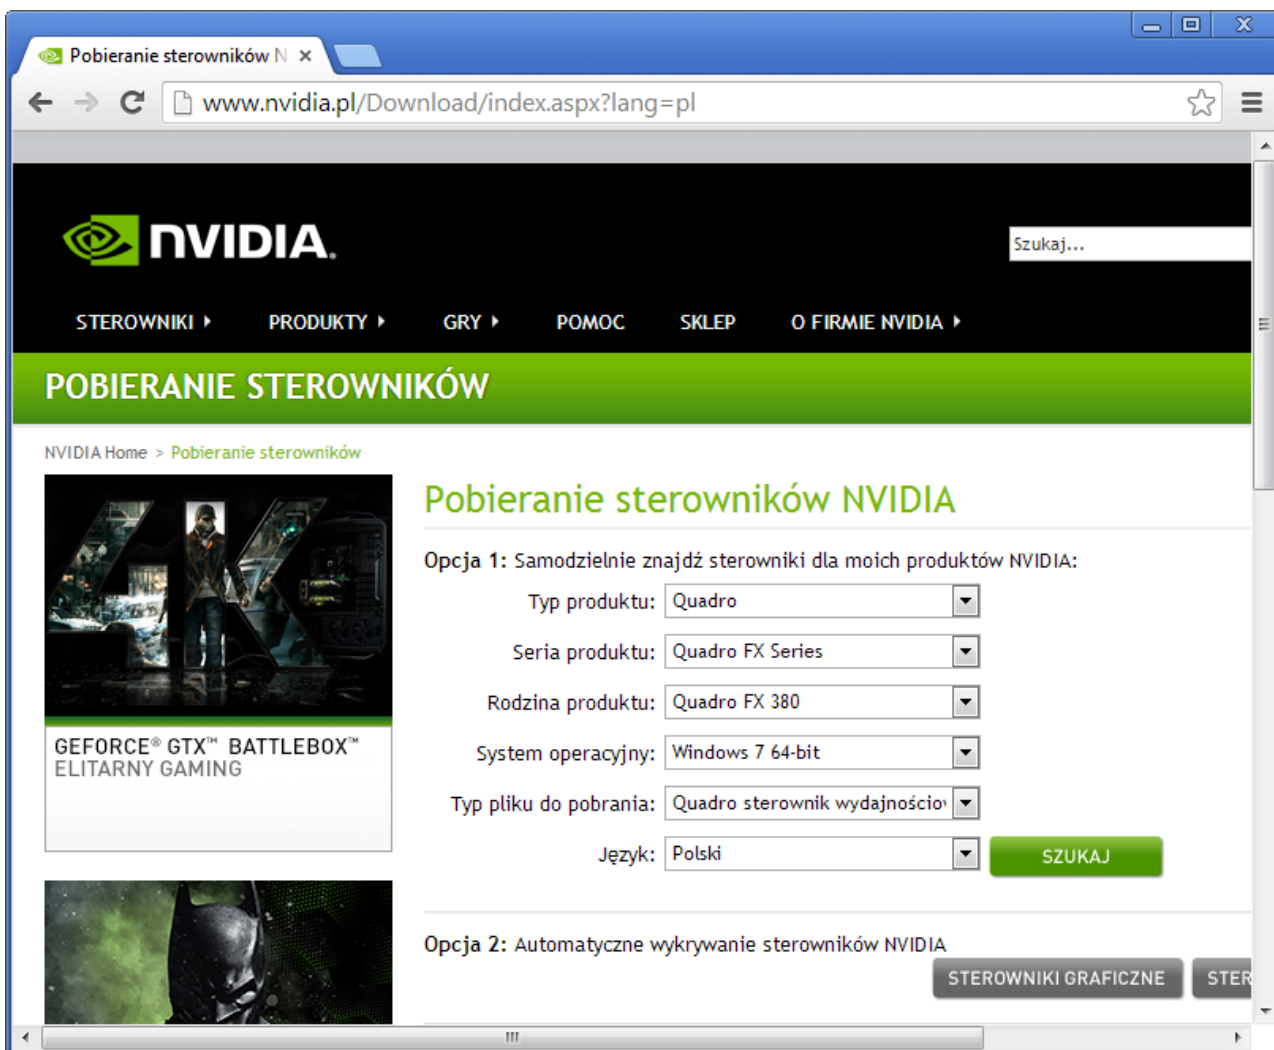 Pobieranie sterowników N
www.nvidia.pl/Download/index.aspx?lang=pl
NVIDIA.
Szukaj...
STEROWNIKI PRODUKTY GRY POMOC SKLEP O FIRMIE NVIDIA
POBIERANIE STEROWNIKÓW
NVIDIA Home > Pobieranie sterowników
4K
GEFORCE® GTX™ BATTLEBOX™
ELITARNY GAMING
Pobieranie sterowników NVIDIA
Opcja 1: Samodzielnie znajdź sterowniki dla moich produktów NVIDIA:
Typ produktu: Quadro
Seria produktu: Quadro FX Series
Rodzina produktu: Quadro FX 380
System operacyjny: Windows 7 64-bit
Typ pliku do pobrania: Quadro sterownik wydajnościo
Język: Polski SZUKAJ
Opcja 2: Automatyczne wykrywanie sterowników NVIDIA
STEROWNIKI GRAFICZNE STER